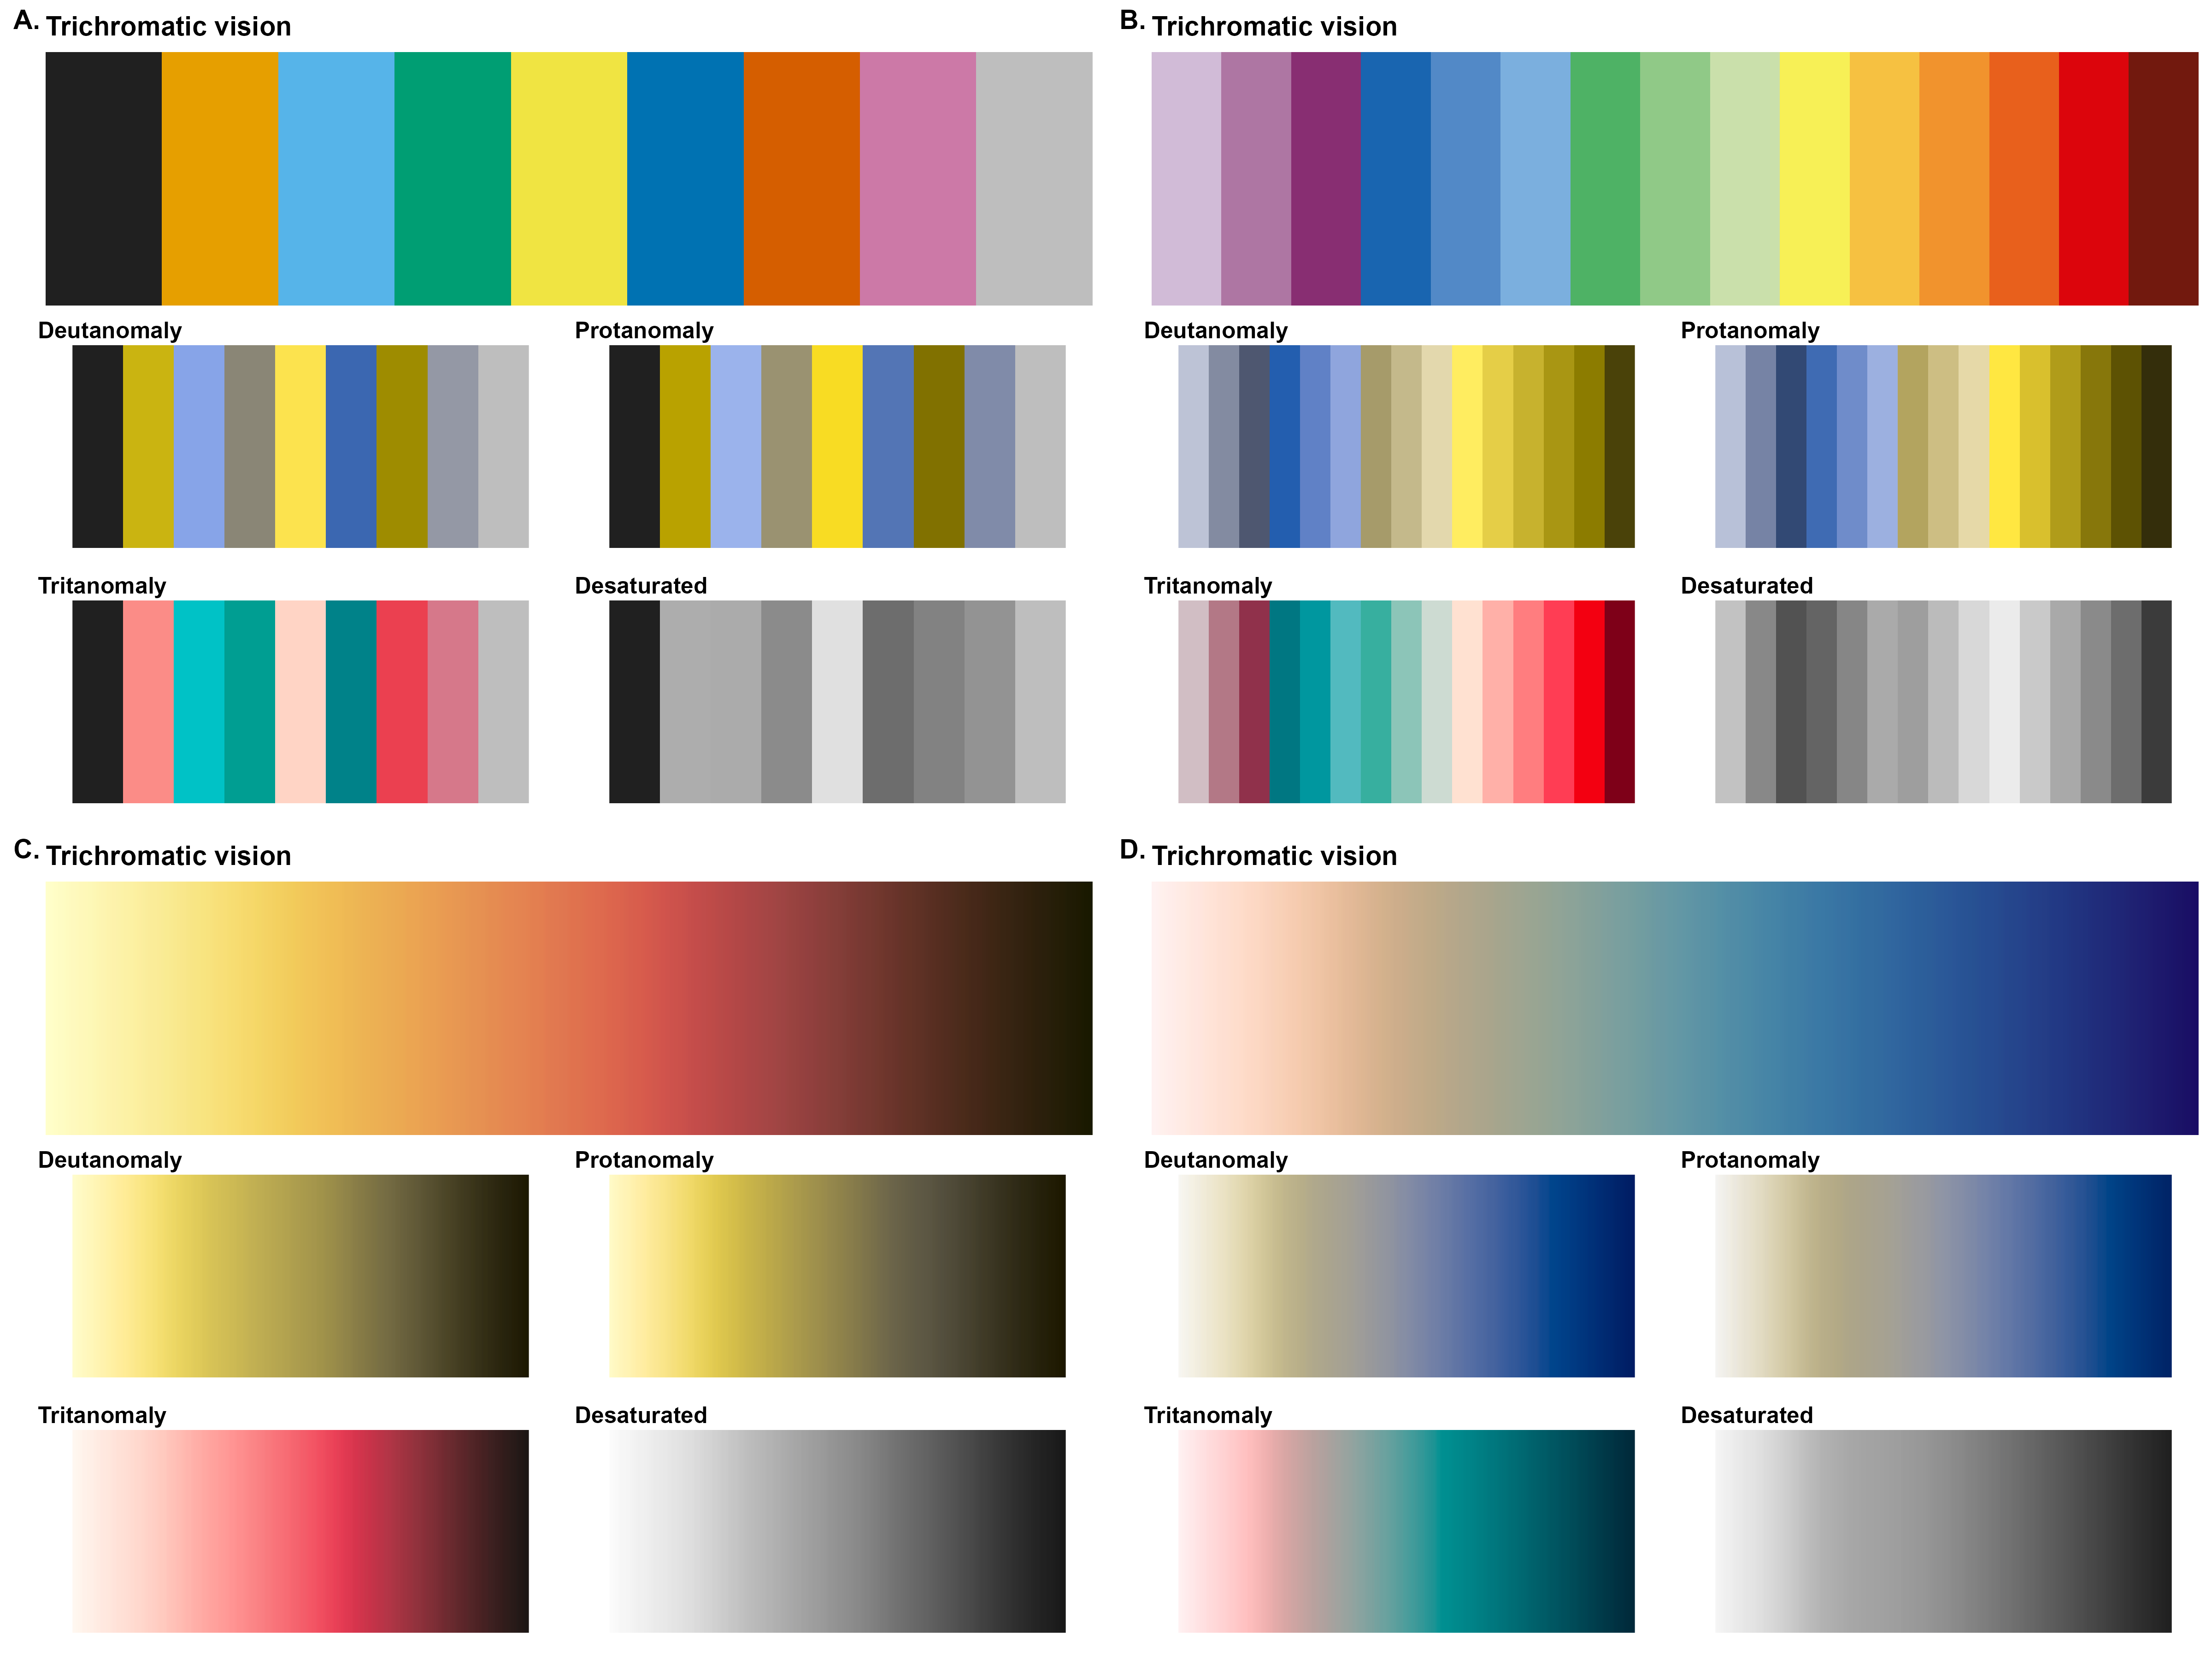 A. Trichromatic vision
Deutanomaly
Protanomaly
Tritanomaly
Desaturated
B. Trichromatic vision
Deutanomaly
Protanomaly
Tritanomaly
Desaturated
C. Trichromatic vision
Deutanomaly
Protanomaly
Tritanomaly
Desaturated
D. Trichromatic vision
Deutanomaly
Protanomaly
Tritanomaly
Desaturated